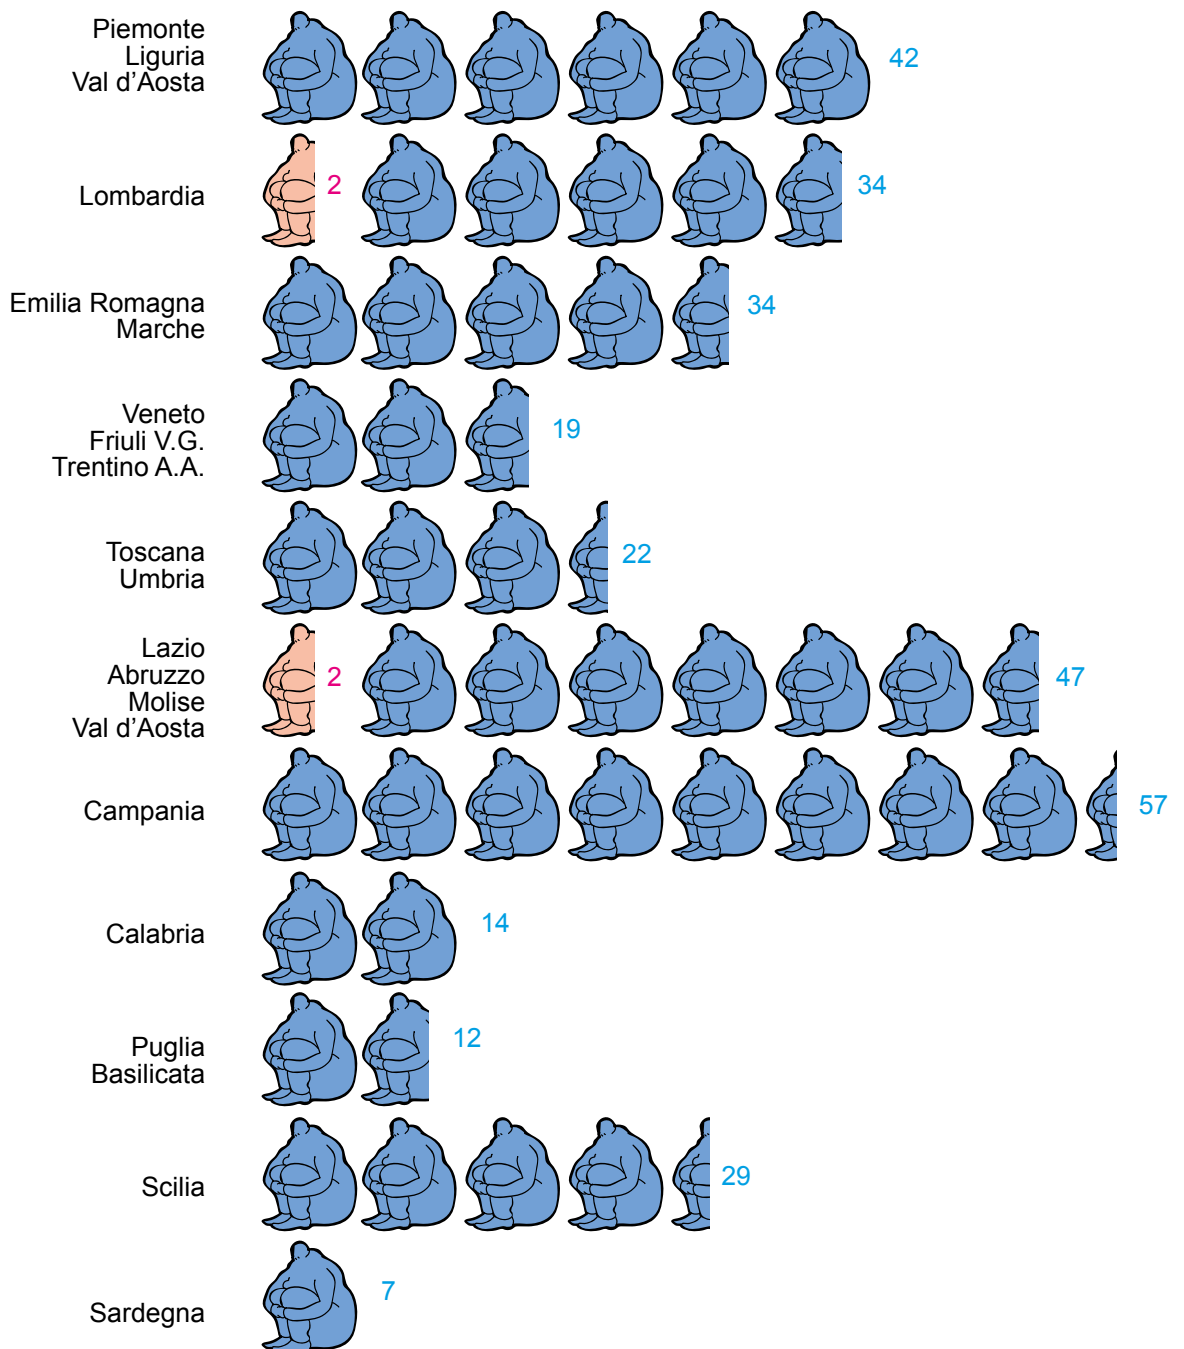 Piemonte
Liguria
Val d’Aosta
42
Lombardia
2
34
Emilia Romagna
Marche
34
Veneto
Friuli V.G.
Trentino A.A.
19
Toscana
Umbria
22
Lazio
Abruzzo
Molise
Val d’Aosta
2
47
Campania
57
Calabria
14
Puglia
Basilicata
12
Scilia
29
Sardegna
7